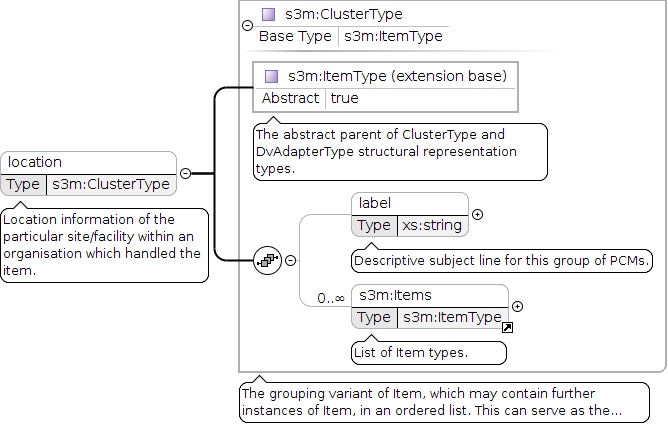 s3m:ClusterType
Base Type s3m:ItemType
s3m:ItemType (extension base)
Abstract true
The abstract parent of ClusterType and
DvAdapterType structural representation
types.
location
Type s3m:ClusterType
Location information of the
particular site/facility within an
organisation which handled the
item.
label
Type xs:string
Descriptive subject line for this group of PCMs.
0..∞
s3m:Items
Type s3m:ItemType
List of Item types.
The grouping variant of Item, which may contain further
instances of Item, in an ordered list. This can serve as the...